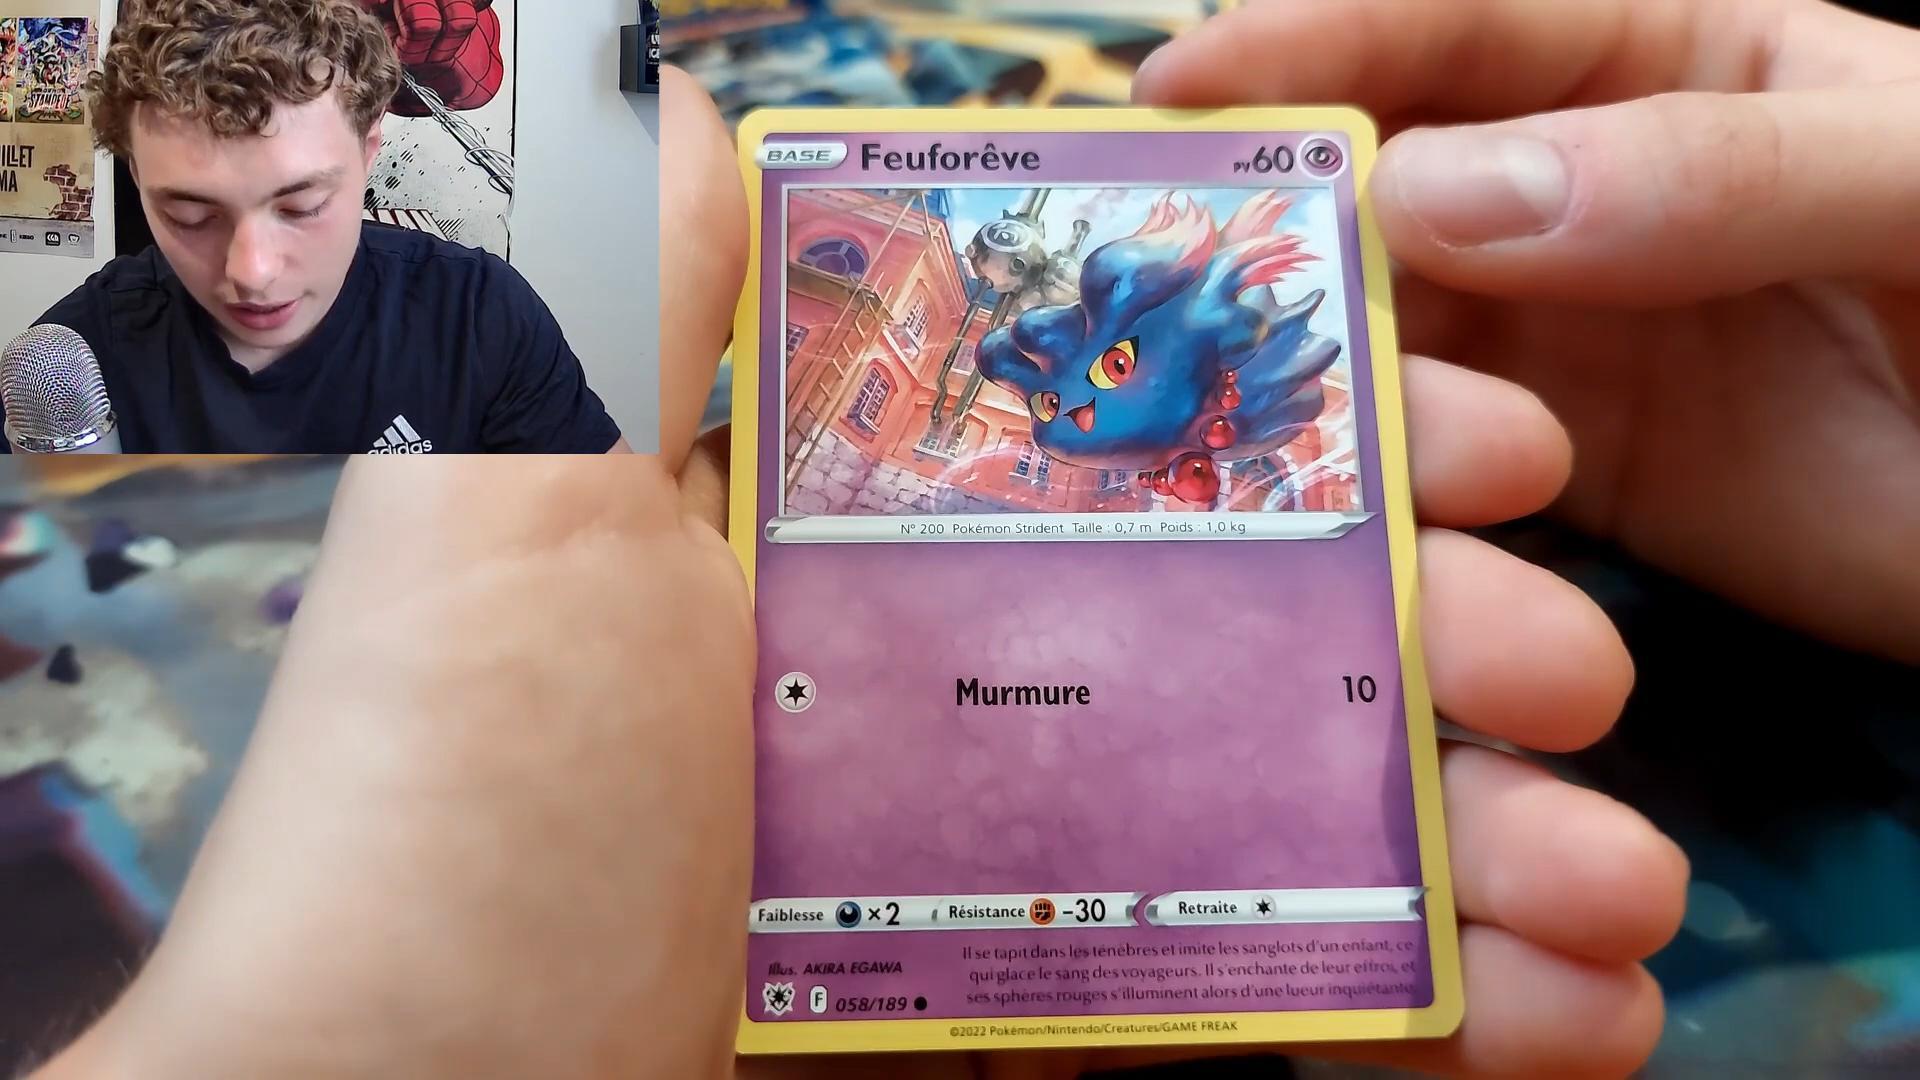 STAMPEDE
ILLET
MA
adidas
BASE Feuforêve PV60
N° 200 Pokémon Strident Taille : 0,7 m Poids : 1,0 kg
Murmure 10
Faiblesse ×2 Résistance -30 Retraite
Il se tapit dans les ténèbres et imite les sanglots d'un enfant, ce
qui glace le sang des voyageurs. Il s'enchante de leur effroi, et
ses sphères rouges s'illuminent alors d'une lueur inquiétante.
Illus. AKIRA EGAWA
F 058/189
©2022 Pokémon/Nintendo/Creatures/GAME FREAK